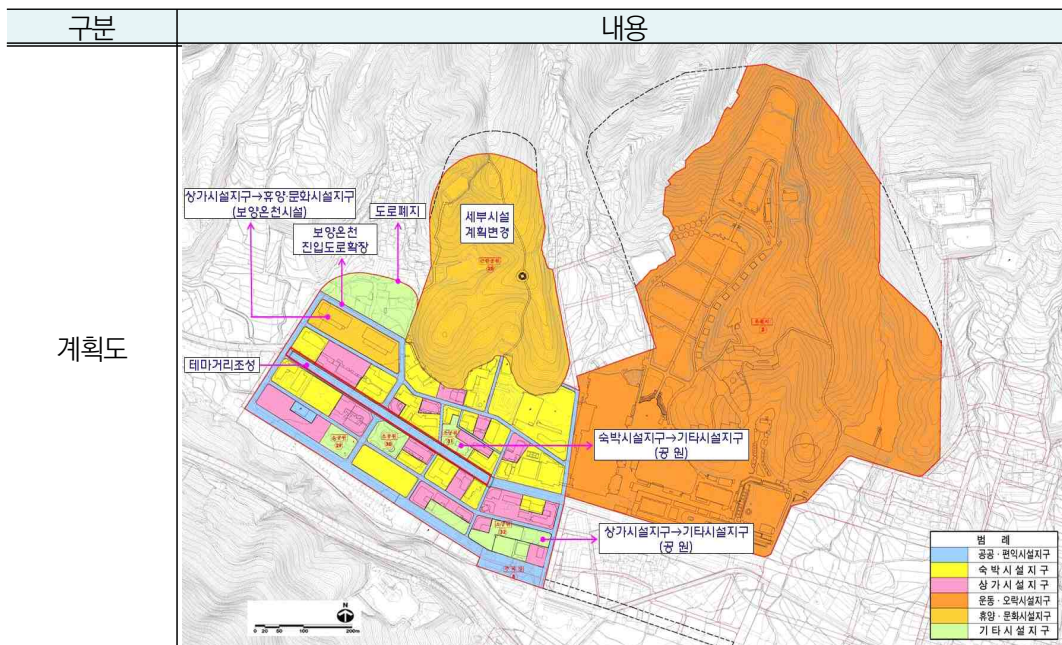 구분
내용
계획도
상가시설지구→휴양·문화시설지구
(보양온천시설)
도로폐지
보양온천
진입도로확장
세부시설
계획변경
테마거리조성
숙박시설지구→기타시설지구
(공 원)
상가시설지구→기타시설지구
(공 원)
범 례
공공·편익시설지구
숙박시설지구
상가시설지구
운동·오락시설지구
휴양·문화시설지구
기타시설지구
N
0 20 50 100 200m